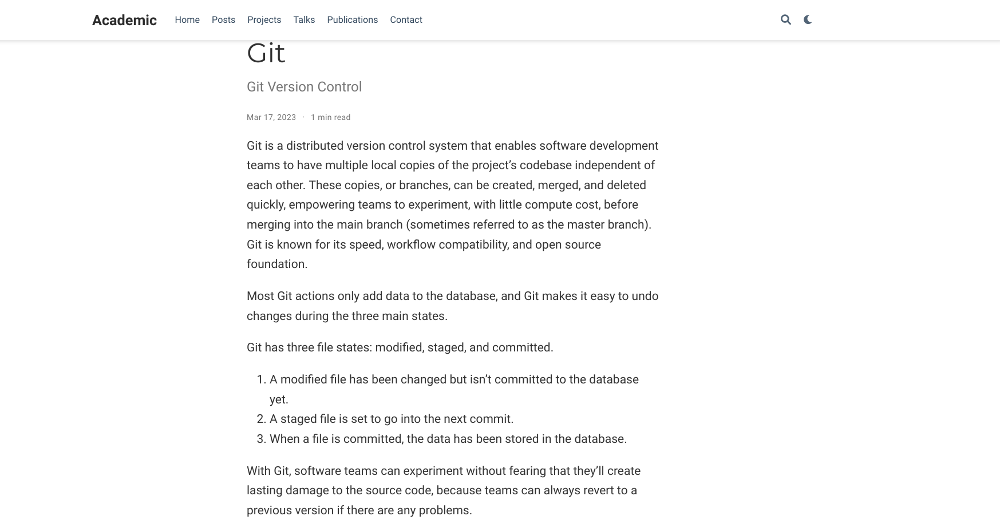 Academic Home Posts Projects Talks Publications Contact
Git
Git Version Control
Mar 17, 2023 · 1 min read
Git is a distributed version control system that enables software development
teams to have multiple local copies of the project’s codebase independent of
each other. These copies, or branches, can be created, merged, and deleted
quickly, empowering teams to experiment, with little compute cost, before
merging into the main branch (sometimes referred to as the master branch).
Git is known for its speed, workflow compatibility, and open source
foundation.
Most Git actions only add data to the database, and Git makes it easy to undo
changes during the three main states.
Git has three file states: modified, staged, and committed.
1. A modified file has been changed but isn’t committed to the database
yet.
2. A staged file is set to go into the next commit.
3. When a file is committed, the data has been stored in the database.
With Git, software teams can experiment without fearing that they’ll create
lasting damage to the source code, because teams can always revert to a
previous version if there are any problems.